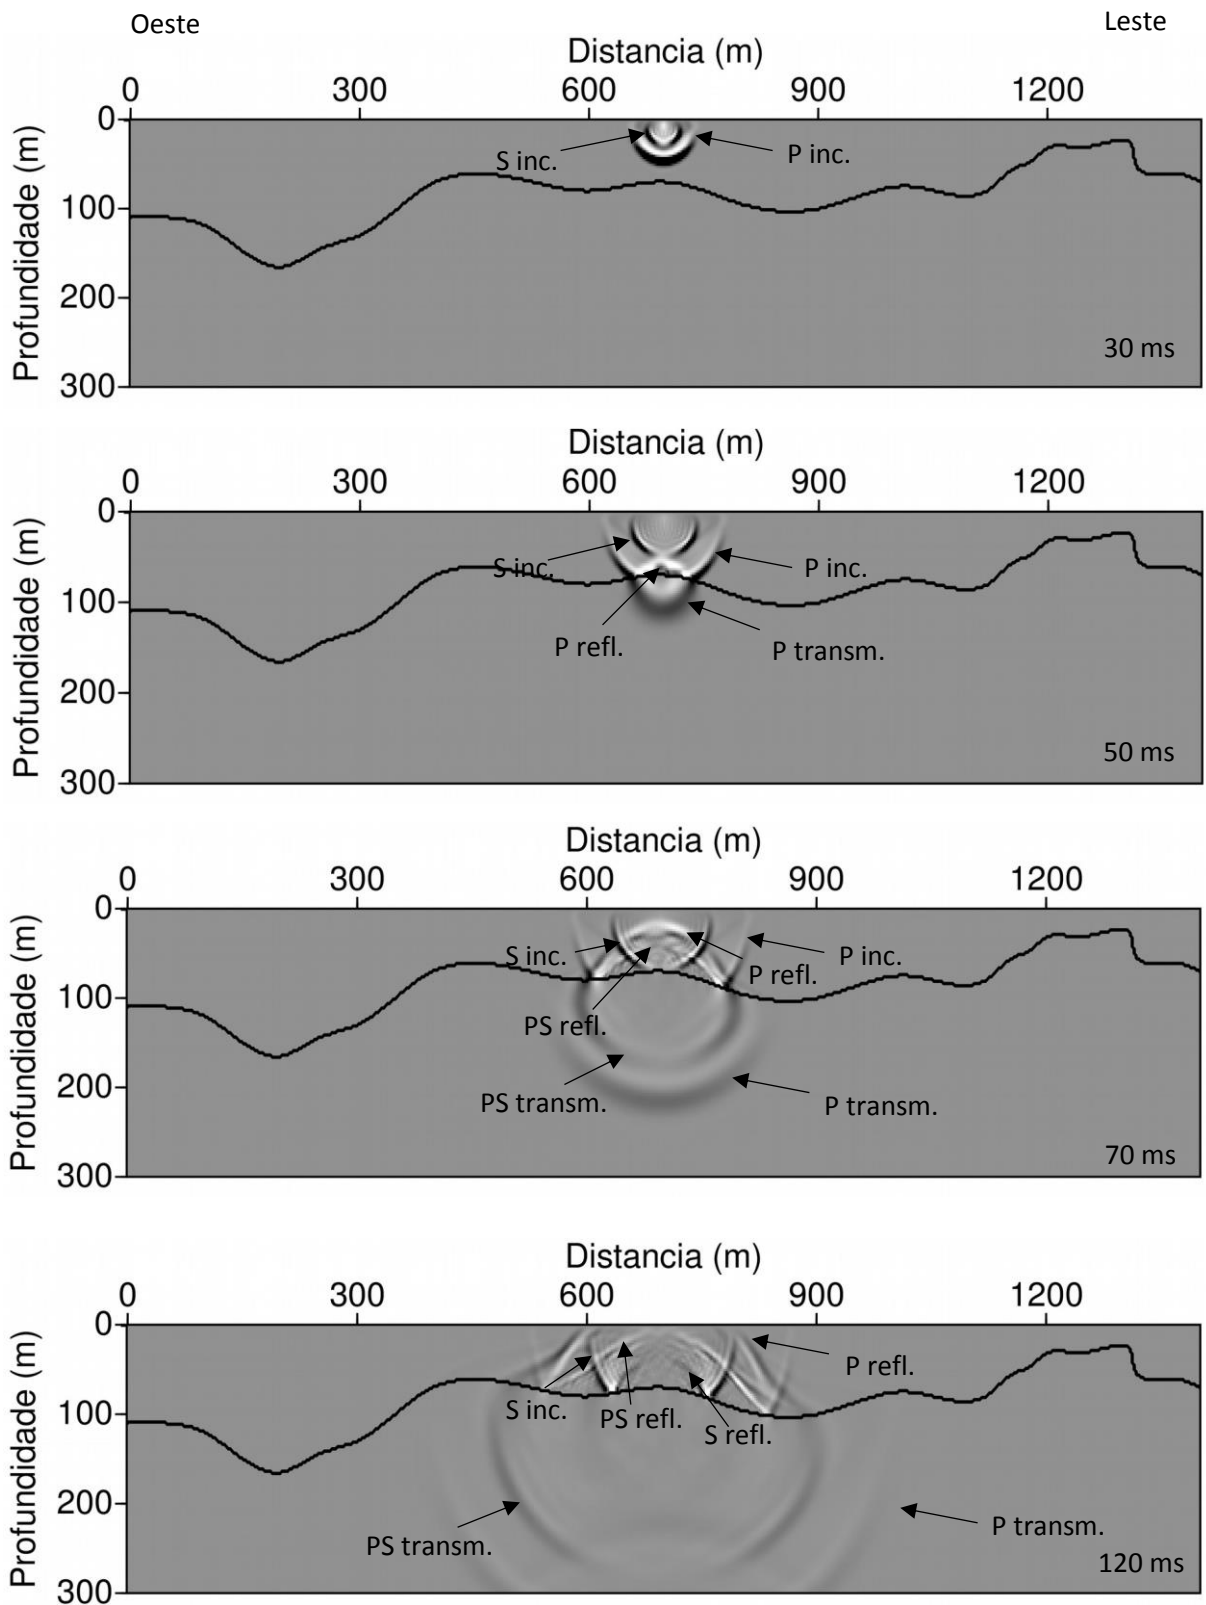 Oeste Leste
Distancia (m)
0 300 600 900 1200
Profundidade (m)
0
100
200
300
S inc. P inc.
30 ms
Distancia (m)
0 300 600 900 1200
Profundidade (m)
0
100
200
300
S inc. P inc.
P refl. P transm.
50 ms
Distancia (m)
0 300 600 900 1200
Profundidade (m)
0
100
200
300
S inc. P refl. P inc.
PS refl.
PS transm. P transm.
70 ms
Distancia (m)
0 300 600 900 1200
Profundidade (m)
0
100
200
300
P refl.
S inc. PS refl. S refl.
PS transm. P transm.
120 ms